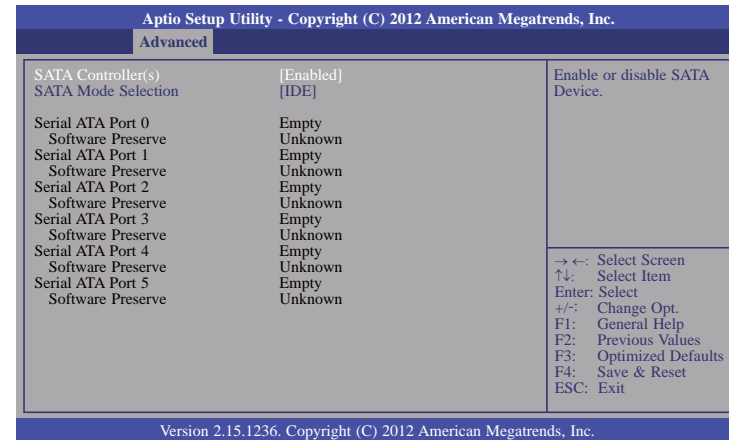 Aptio Setup Utility - Copyright (C) 2012 American Megatrends, Inc.
Advanced
SATA Controller(s) [Enabled]
SATA Mode Selection [IDE]
Serial ATA Port 0 Empty
Software Preserve Unknown
Serial ATA Port 1 Empty
Software Preserve Unknown
Serial ATA Port 2 Empty
Software Preserve Unknown
Serial ATA Port 3 Empty
Software Preserve Unknown
Serial ATA Port 4 Empty
Software Preserve Unknown
Serial ATA Port 5 Empty
Software Preserve Unknown
Enable or disable SATA
Device.
→←: Select Screen
↑↓: Select Item
Enter: Select
+/-: Change Opt.
F1: General Help
F2: Previous Values
F3: Optimized Defaults
F4: Save & Reset
ESC: Exit
Version 2.15.1236. Copyright (C) 2012 American Megatrends, Inc.